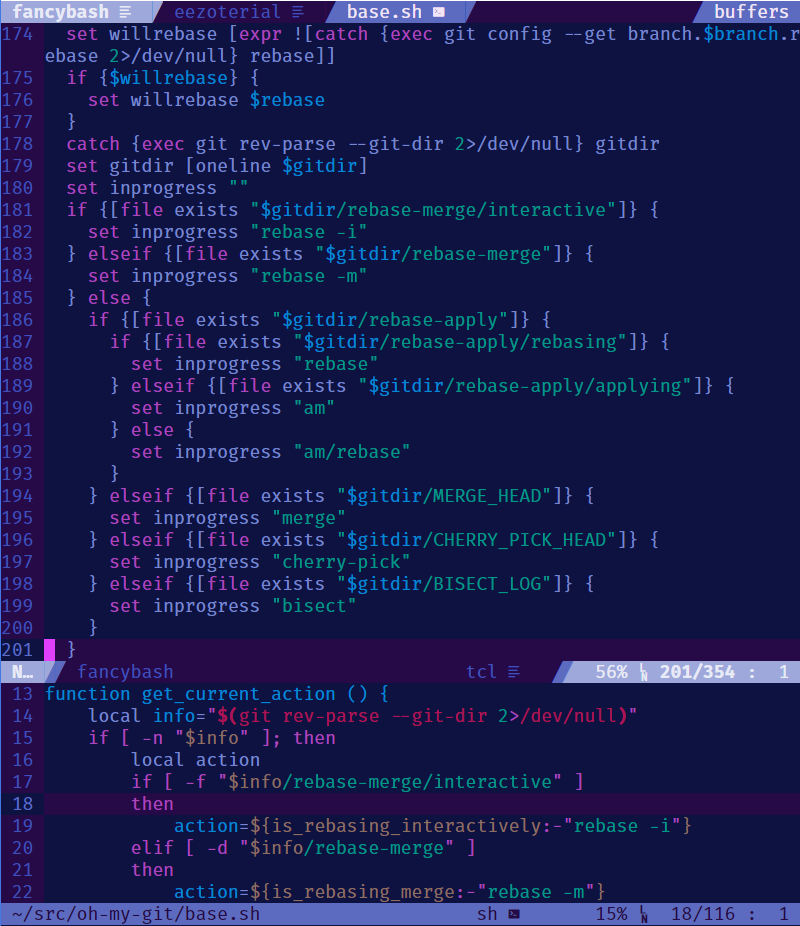 fancybash eezoterial base.sh buffers
174   set willrebase [expr ![catch {exec git config --get branch.$branch.r
ebase 2>/dev/null} rebase]]
175   if {$willrebase} {
176     set willrebase $rebase
177   }
178   catch {exec git rev-parse --git-dir 2>/dev/null} gitdir
179   set gitdir [oneline $gitdir]
180   set inprogress ""
181   if {[file exists "$gitdir/rebase-merge/interactive"]} {
182     set inprogress "rebase -i"
183   } elseif {[file exists "$gitdir/rebase-merge"]} {
184     set inprogress "rebase -m"
185   } else {
186     if {[file exists "$gitdir/rebase-apply"]} {
187       if {[file exists "$gitdir/rebase-apply/rebasing"]} {
188         set inprogress "rebase"
189       } elseif {[file exists "$gitdir/rebase-apply/applying"]} {
190         set inprogress "am"
191       } else {
192         set inprogress "am/rebase"
193       }
194     } elseif {[file exists "$gitdir/MERGE_HEAD"]} {
195       set inprogress "merge"
196     } elseif {[file exists "$gitdir/CHERRY_PICK_HEAD"]} {
197       set inprogress "cherry-pick"
198     } elseif {[file exists "$gitdir/BISECT_LOG"]} {
199       set inprogress "bisect"
200     }
201   }
N… fancybash tcl 56% LN 201/354 : 1
13 function get_current_action () {
14     local info="$(git rev-parse --git-dir 2>/dev/null)"
15     if [ -n "$info" ]; then
16         local action
17         if [ -f "$info/rebase-merge/interactive" ]
18         then
19             action=${is_rebasing_interactively:-"rebase -i"}
20         elif [ -d "$info/rebase-merge" ]
21         then
22             action=${is_rebasing_merge:-"rebase -m"}
~/src/oh-my-git/base.sh sh 15% LN 18/116 : 1